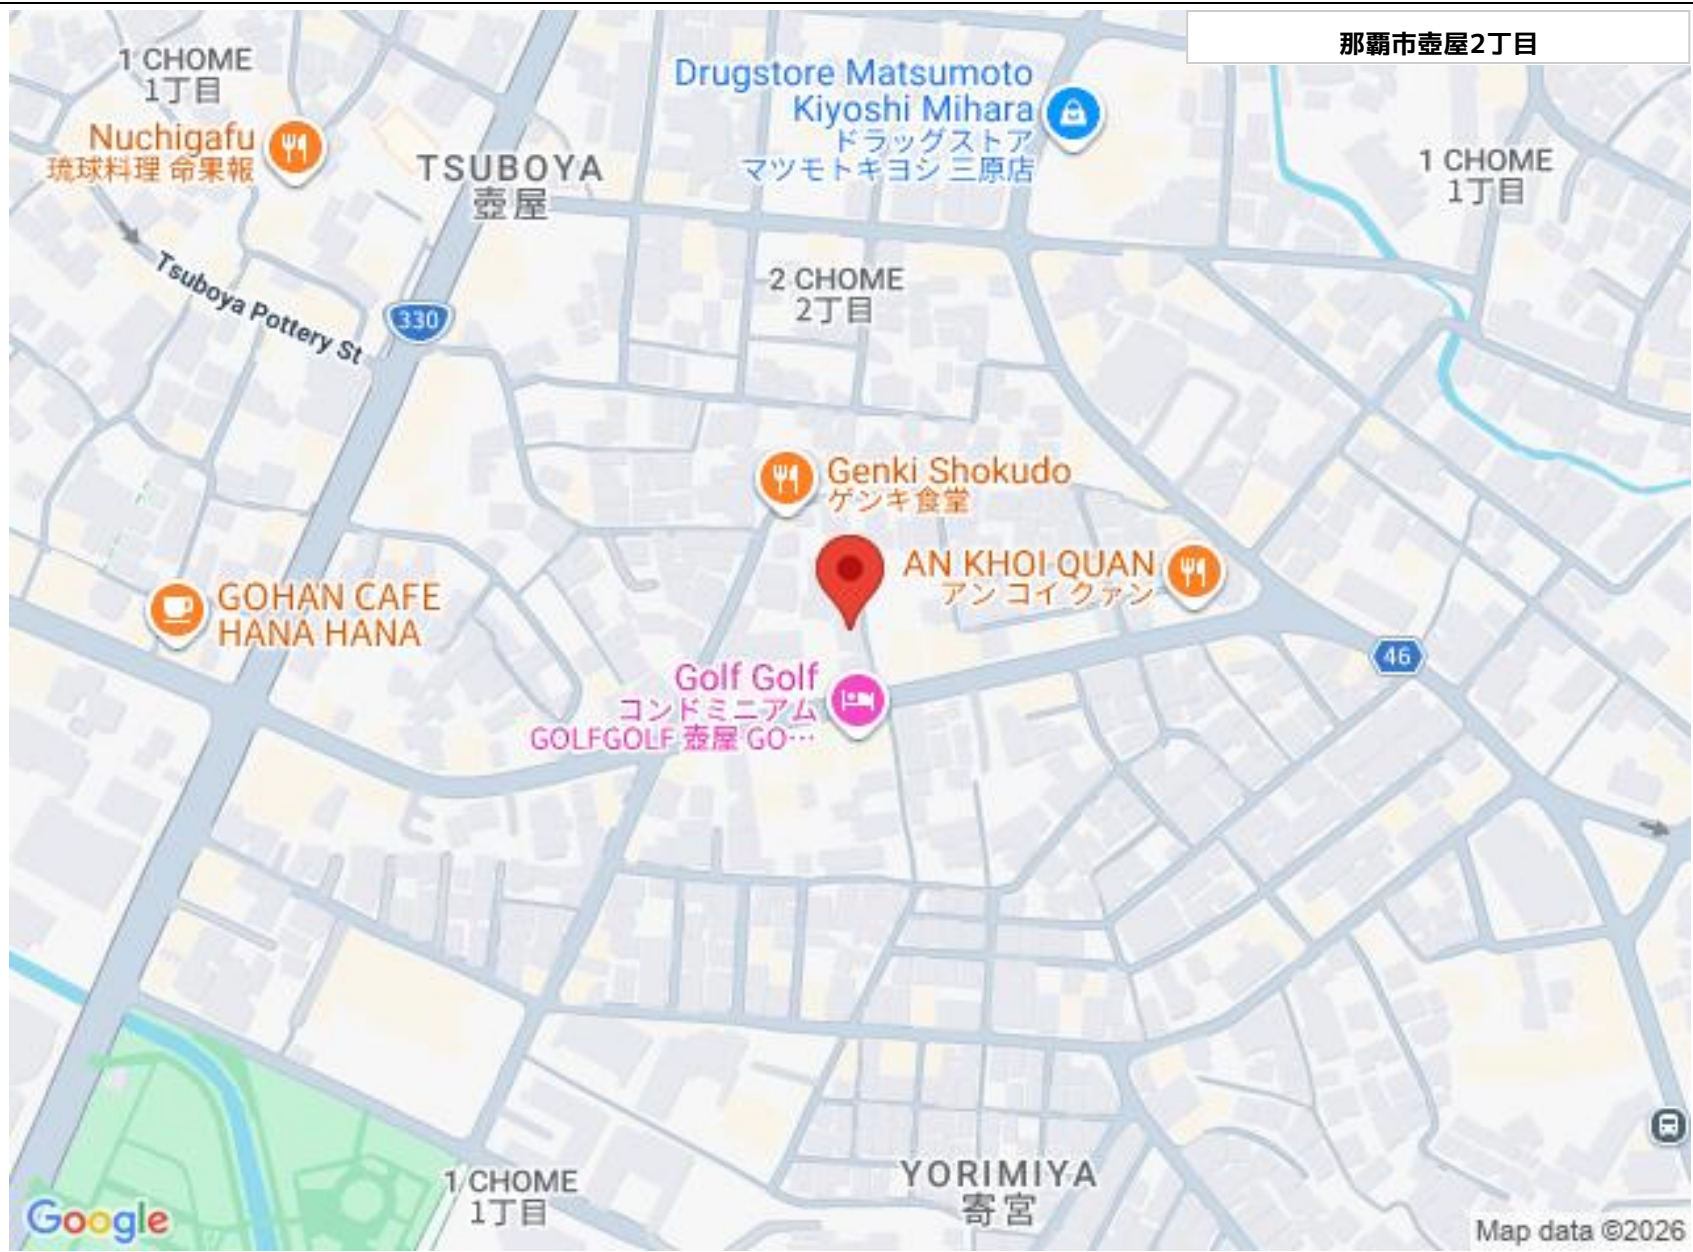 那覇市壺屋2丁目
1 CHOME
1丁目
Drugstore Matsumoto
Kiyoshi Mihara
ドラッグストア
マツモトキヨシ 三原店
Nuchigafu
琉球料理 命果報
TSUBOYA
壺屋
1 CHOME
1丁目
Tsuboya Pottery St
330
2 CHOME
2丁目
Genki Shokudo
ゲンキ食堂
AN KHOI QUAN
アン コイ クァン
GOHAN CAFE
HANA HANA
46
Golf Golf
コンドミニアム
GOLFGOLF 壺屋 GO…
YORIMIYA
寄宮
1 CHOME
1丁目
Google
Map data ©2026